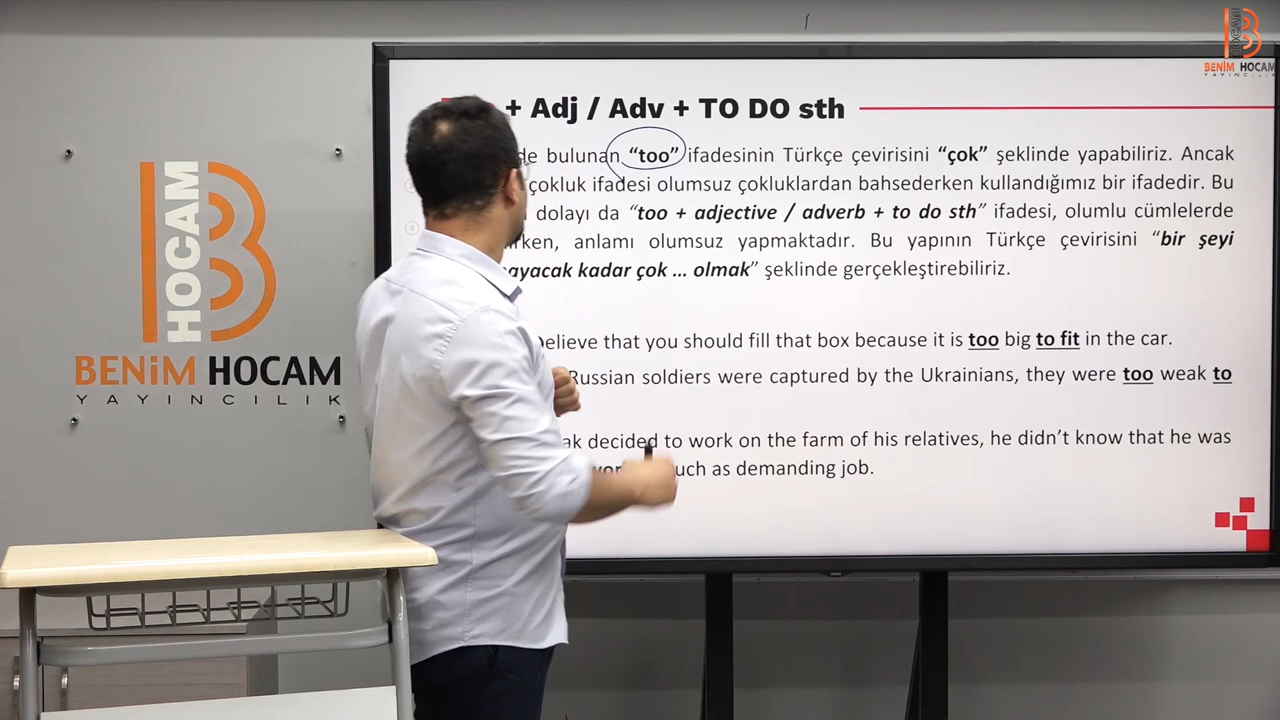 HOCAM
BENİM HOCAM
YAYINCILIK
+ Adj / Adv + TO DO sth
bulunan “too” ifadesinin Türkçe çevirisini “çok” şeklinde yapabiliriz. Ancak
çokluk ifadesi olumsuz çokluklardan bahsederken kullandığımız bir ifadedir. Bu
dolayı da “too + adjective / adverb + to do sth” ifadesi, olumlu cümlelerde
anlamı olumsuz yapmaktadır. Bu yapının Türkçe çevirisini “bir şeyi
kadar çok ... olmak” şeklinde gerçekleştirebiliriz.
believe that you should fill that box because it is too big to fit in the car.
Russian soldiers were captured by the Ukrainians, they were too weak to
decided to work on the farm of his relatives, he didn’t know that he was
as demanding job.
HOCAM
BENİM HOCAM
YAYINCILIK